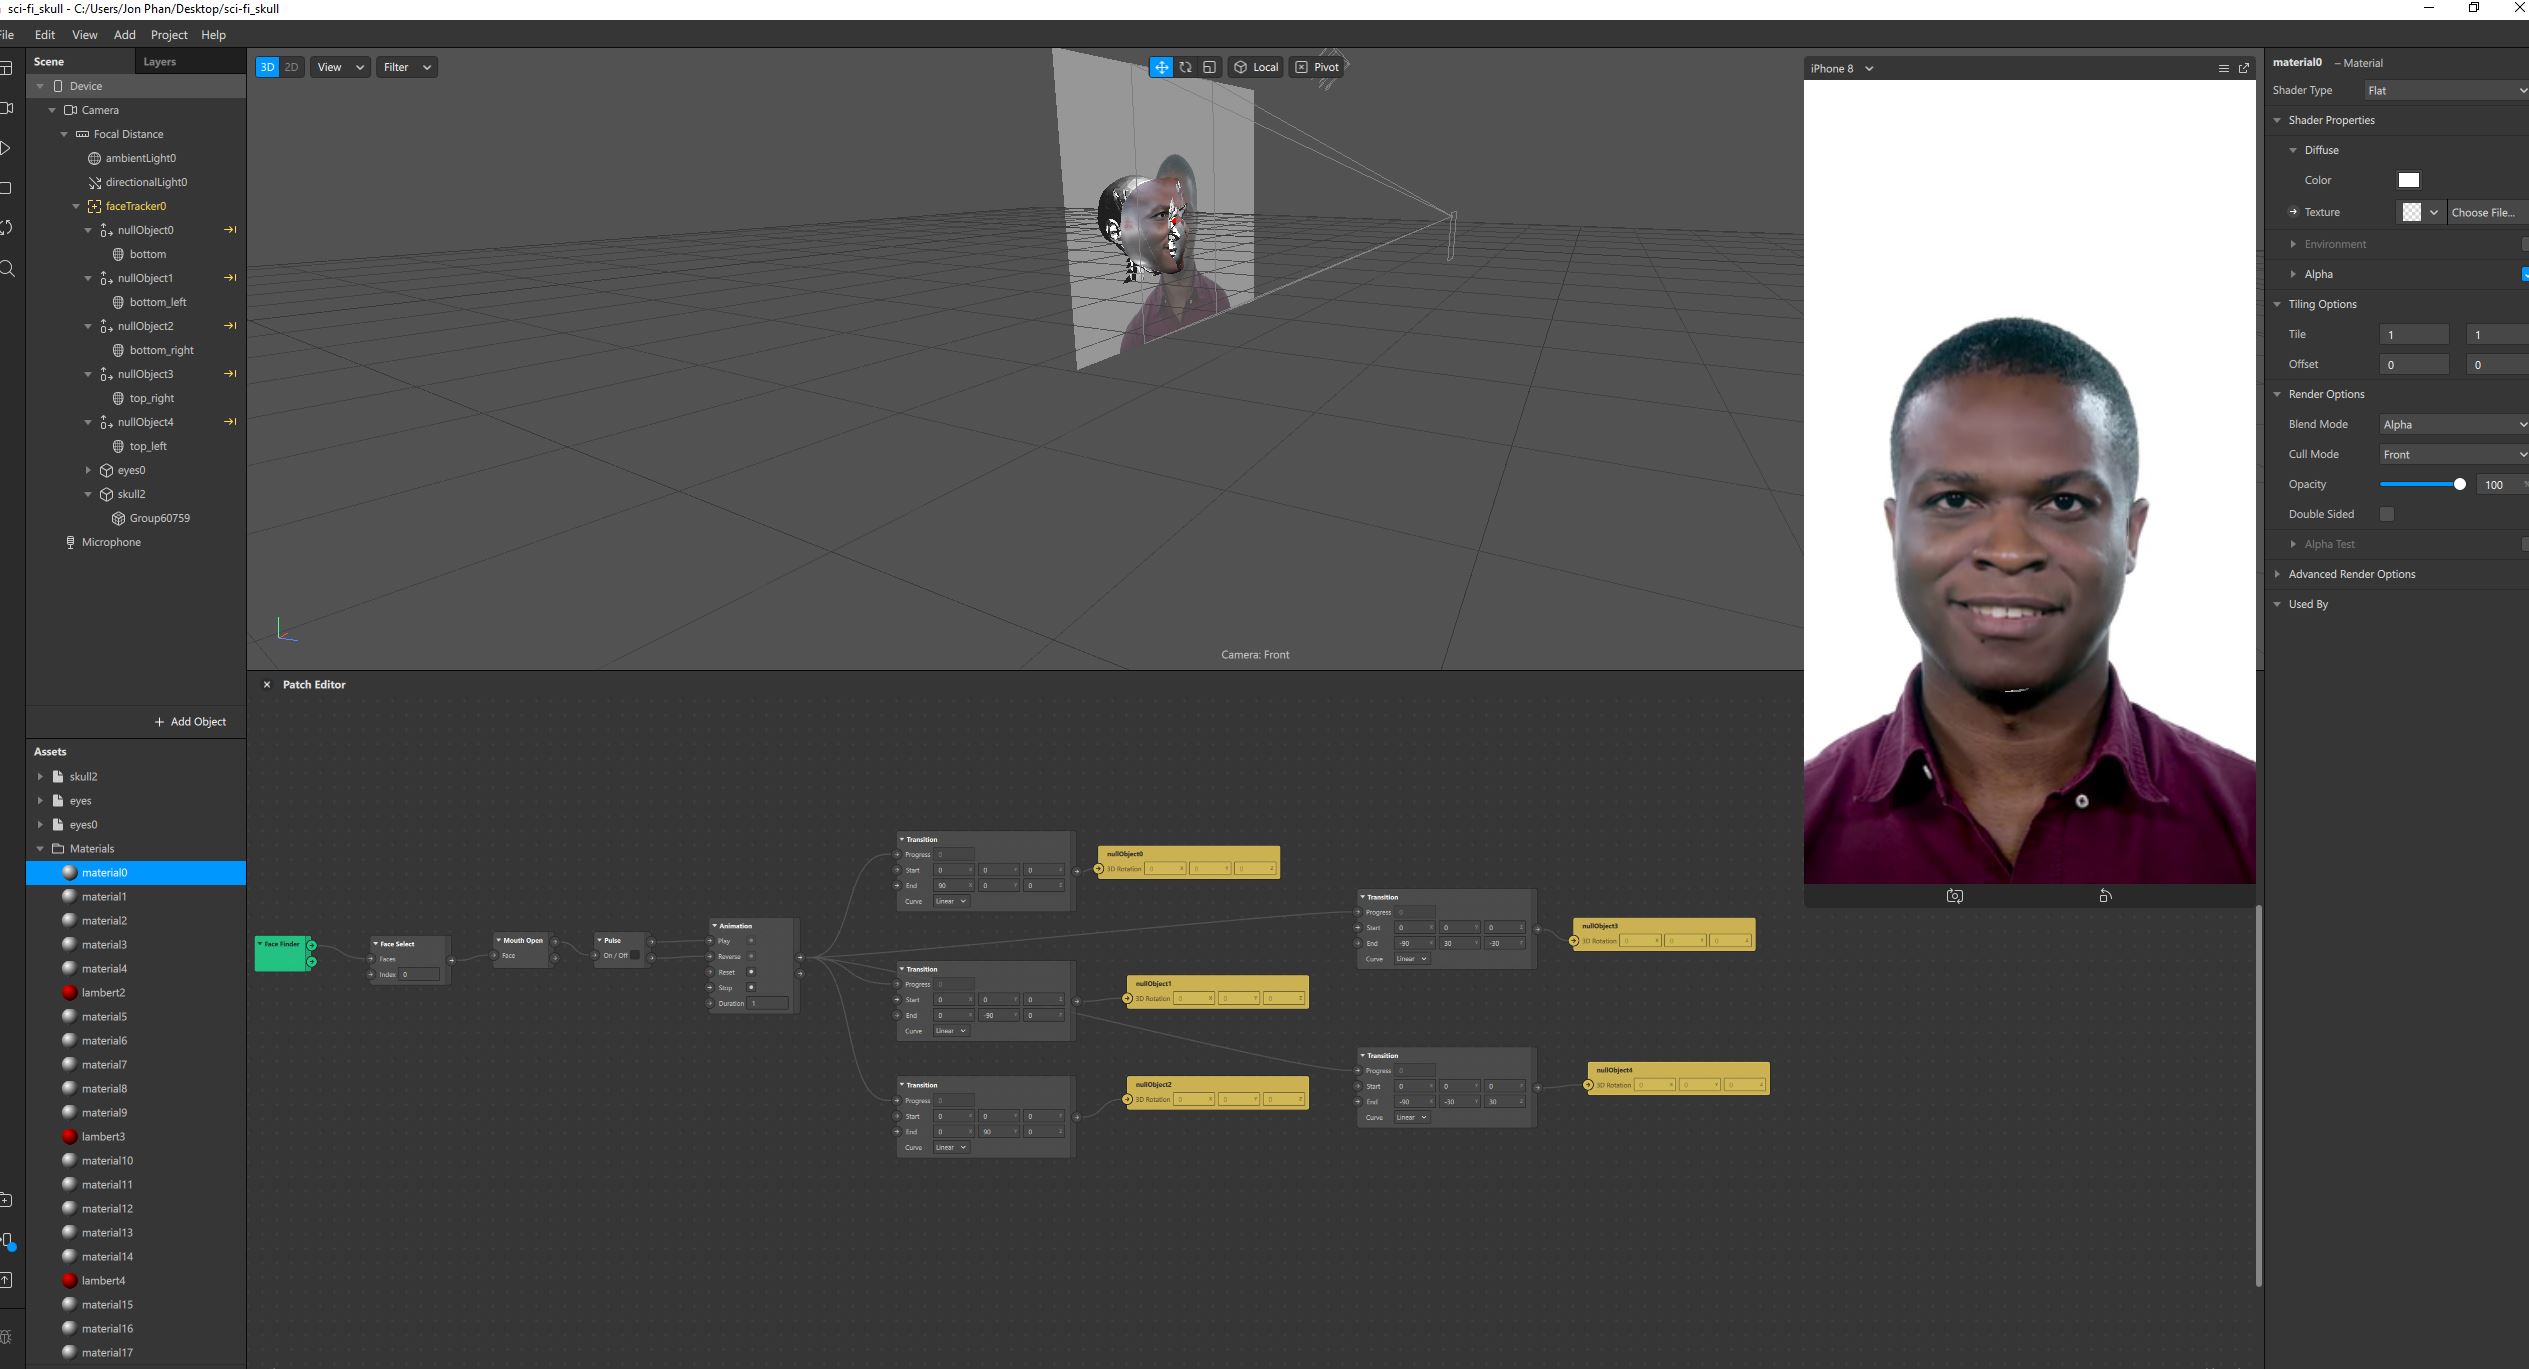 sci-fi_skull - C:/Users/Jon Phan/Desktop/sci-fi_skull
File Edit View Add Project Help
Scene Layers
Device
Camera
Focal Distance
ambientLight0
directionalLight0
faceTracker0
nullObject0
bottom
nullObject1
bottom_left
nullObject2
bottom_right
nullObject3
top_right
nullObject4
top_left
eyes0
skull2
Group60759
Microphone
+ Add Object
Assets
skull2
eyes
eyes0
Materials
material0
material1
material2
material3
material4
lambert2
material5
material6
material7
material8
material9
lambert3
material10
material11
material12
material13
material14
lambert4
material15
material16
material17
3D 2D View Filter
Local Pivot
Camera: Front
iPhone 8
Patch Editor
Face Finder
Face Select
Faces
Index 0
Mouth Open
Face
Pulse
On / Off
Animation
Play
Reverse
Reset
Stop
Duration 1
Transition
Progress 0
Start 0 X 0 Y 0 Z
End 90 X 0 Y 0 Z
Curve Linear
nullObject0
3D Rotation 0 X 0 Y 0 Z
Transition
Progress 0
Start 0 X 0 Y 0 Z
End 0 X -90 Y 0 Z
Curve Linear
nullObject1
3D Rotation 0 X 0 Y 0 Z
Transition
Progress 0
Start 0 X 0 Y 0 Z
End 0 X 90 Y 0 Z
Curve Linear
nullObject2
3D Rotation 0 X 0 Y 0 Z
Transition
Progress 0
Start 0 X 0 Y 0 Z
End -90 X 30 Y -30 Z
Curve Linear
nullObject3
3D Rotation 0 X 0 Y 0 Z
Transition
Progress 0
Start 0 X 0 Y 0 Z
End -90 X -30 Y 30 Z
Curve Linear
nullObject4
3D Rotation 0 X 0 Y 0 Z
material0 – Material
Shader Type Flat
Shader Properties
Diffuse
Color
Texture Choose File...
Environment
Alpha
Tiling Options
Tile 1 1
Offset 0 0
Render Options
Blend Mode Alpha
Cull Mode Front
Opacity 100 %
Double Sided
Alpha Test
Advanced Render Options
Used By